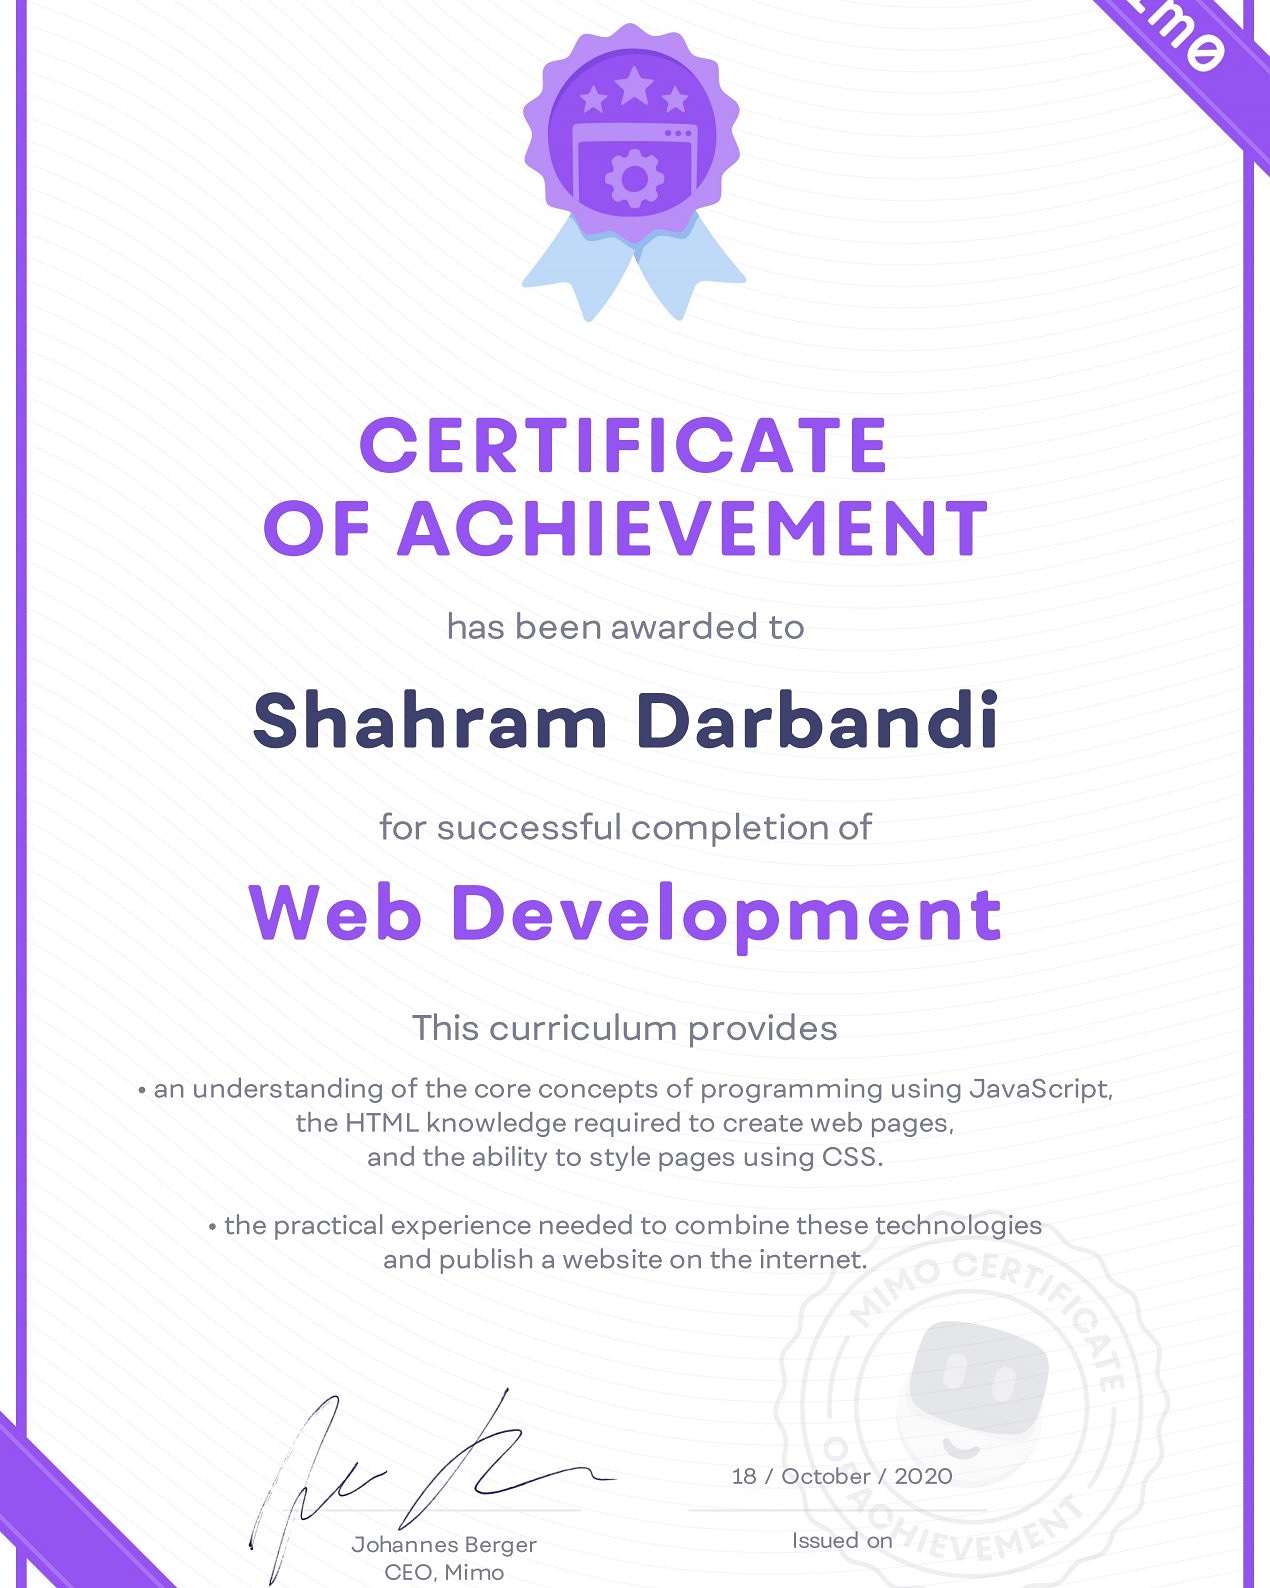 CERTIFICATE
OF ACHIEVEMENT
has been awarded to
Shahram Darbandi
for successful completion of
Web Development
This curriculum provides
• an understanding of the core concepts of programming using JavaScript,
the HTML knowledge required to create web pages,
and the ability to style pages using CSS.
• the practical experience needed to combine these technologies
and publish a website on the internet.
MIMO CERTIFICATE
OF ACHIEVEMENT
18 / October / 2020
Issued on
Johannes Berger
CEO, Mimo